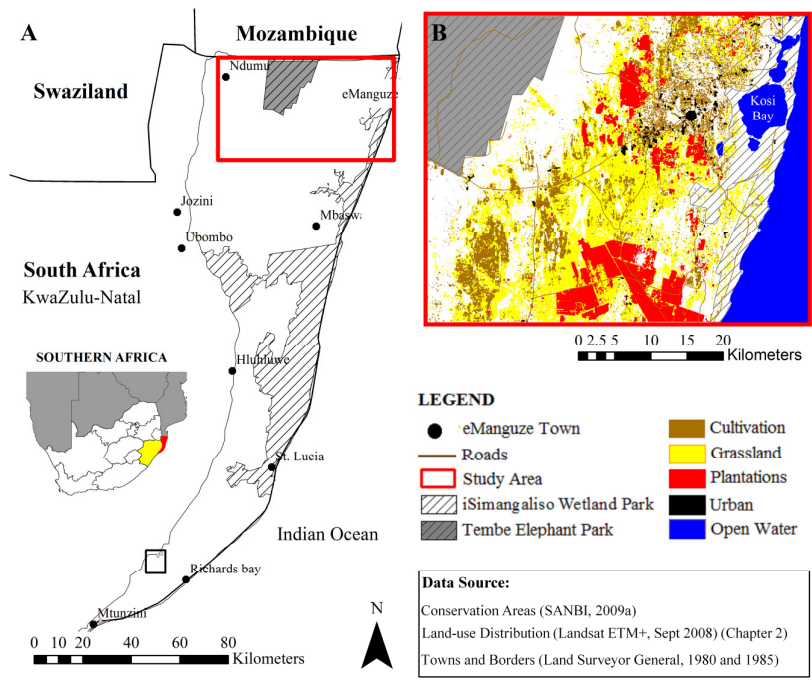 A
Mozambique
Ndumu
Swaziland
eManguze
Jozini
Mbasw
Ubombo
South Africa
KwaZulu-Natal
SOUTHERN AFRICA
Hluhluwe
St. Lucia
Indian Ocean
Richards bay
Mtunzini
N
0 10 20 40 60 80
Kilometers
B
Kosi
Bay
0 2.5 5 10 15 20
Kilometers
LEGEND
eManguze Town
Roads
Study Area
iSimangaliso Wetland Park
Tembe Elephant Park
Cultivation
Grassland
Plantations
Urban
Open Water
Data Source:
Conservation Areas (SANBI, 2009a)
Land-use Distribution (Landsat ETM+, Sept 2008) (Chapter 2)
Towns and Borders (Land Surveyor General, 1980 and 1985)